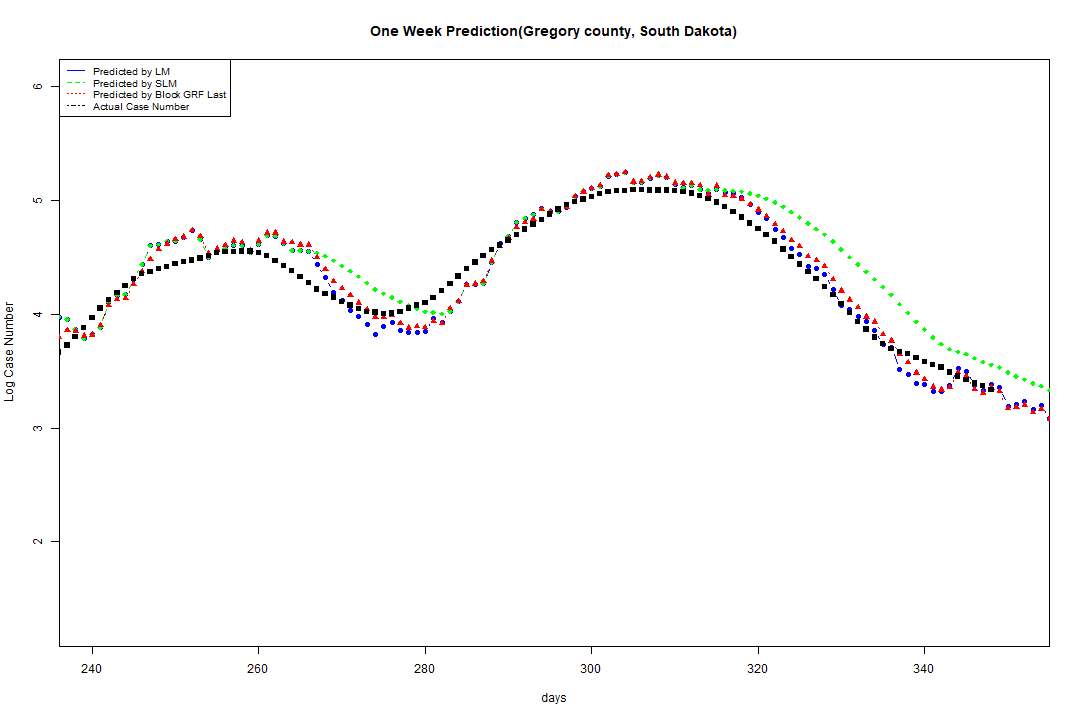 One Week Prediction(Gregory county, South Dakota)
Predicted by LM
Predicted by SLM
Predicted by Block GRF Last
Actual Case Number
6
5
4
3
2
Log Case Number
240 260 280 300 320 340
days